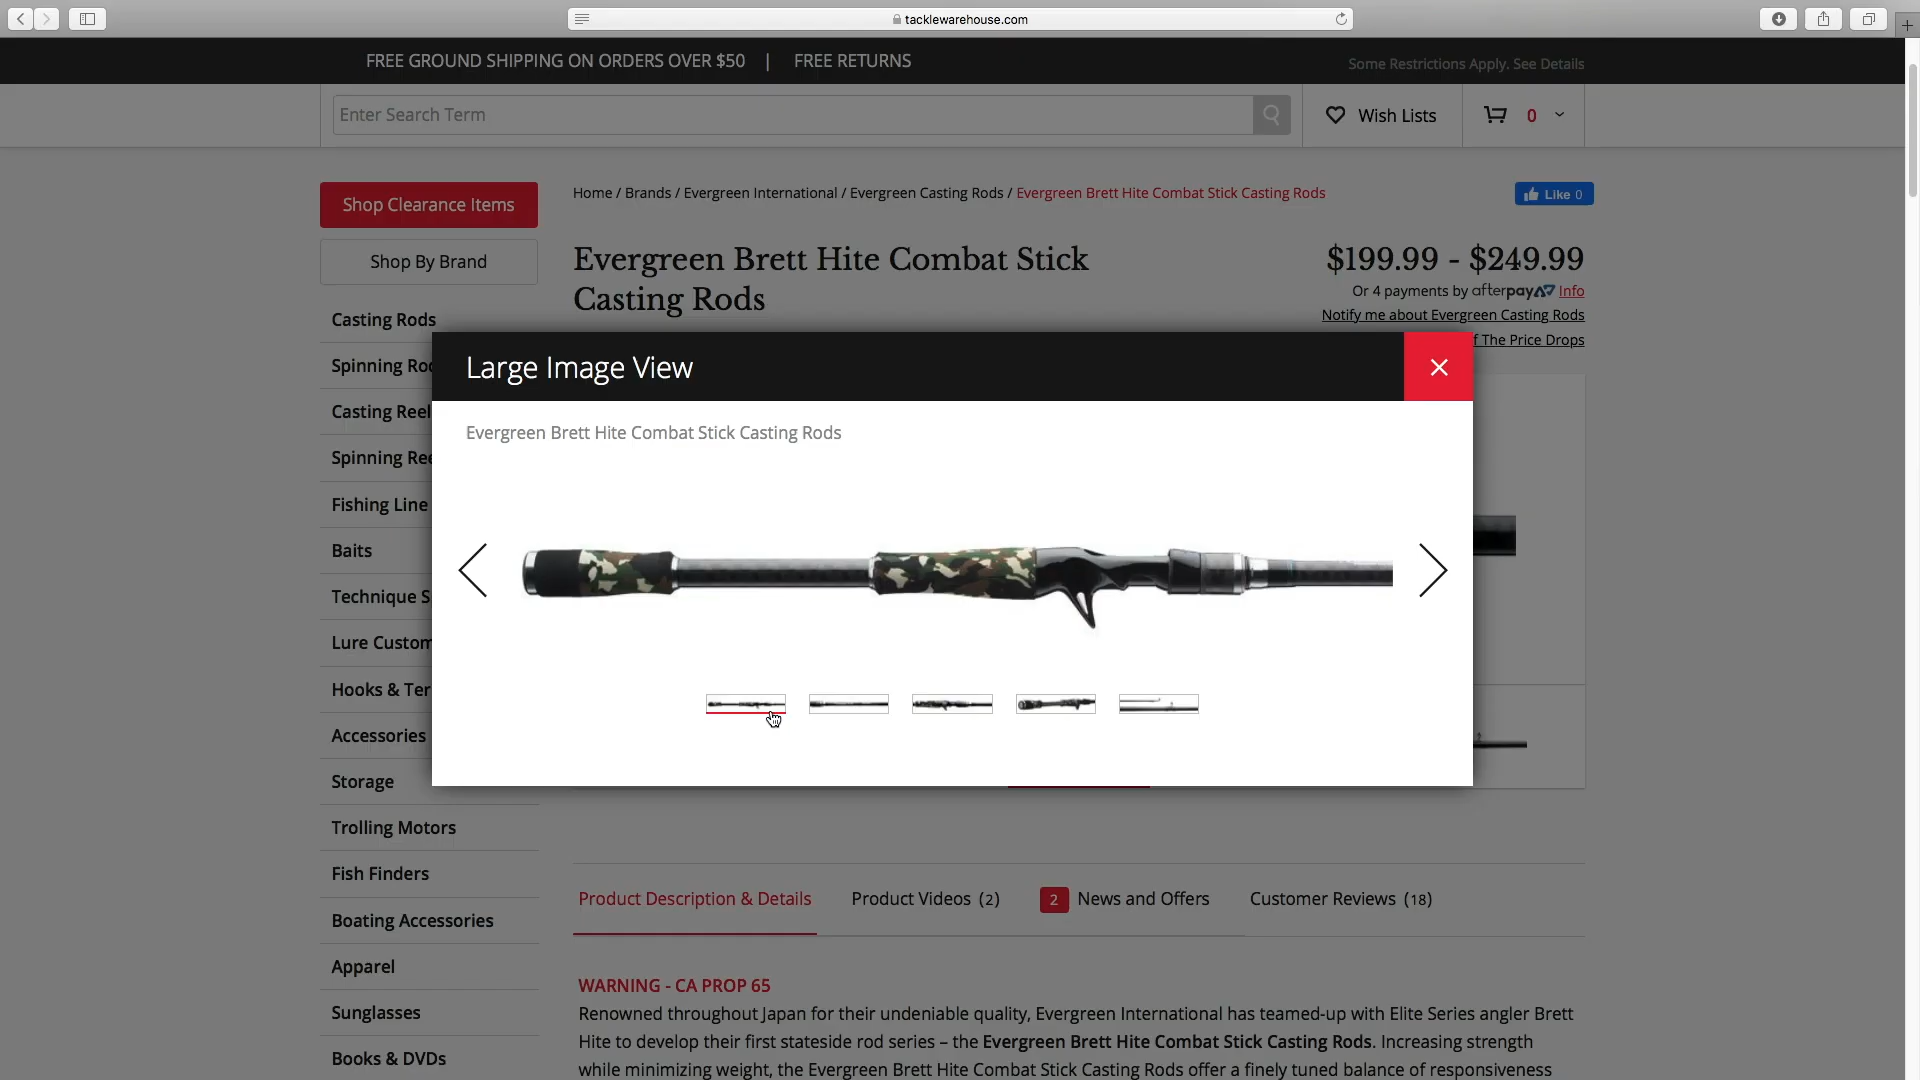 tacklewarehouse.com
FREE GROUND SHIPPING ON ORDERS OVER $50 | FREE RETURNS
Some Restrictions Apply. See Details
Enter Search Term
Wish Lists
0
Shop Clearance Items
Home / Brands / Evergreen International / Evergreen Casting Rods / Evergreen Brett Hite Combat Stick Casting Rods
Like 0
Shop By Brand
Evergreen Brett Hite Combat Stick
Casting Rods
$199.99 - $249.99
Or 4 payments by afterpay Info
Notify me about Evergreen Casting Rods
f The Price Drops
Casting Rods
Spinning Ro
Casting Reel
Spinning Re
Fishing Line
Baits
Technique S
Lure Custom
Hooks & Ter
Accessories
Storage
Trolling Motors
Fish Finders
Boating Accessories
Apparel
Sunglasses
Books & DVDs
Large Image View
Evergreen Brett Hite Combat Stick Casting Rods
Product Description & Details
Product Videos (2)
2 News and Offers
Customer Reviews (18)
WARNING - CA PROP 65
Renowned throughout Japan for their undeniable quality, Evergreen International has teamed-up with Elite Series angler Brett
Hite to develop their first stateside rod series – the Evergreen Brett Hite Combat Stick Casting Rods. Increasing strength
while minimizing weight, the Evergreen Brett Hite Combat Stick Casting Rods offer a finely tuned balance of responsiveness